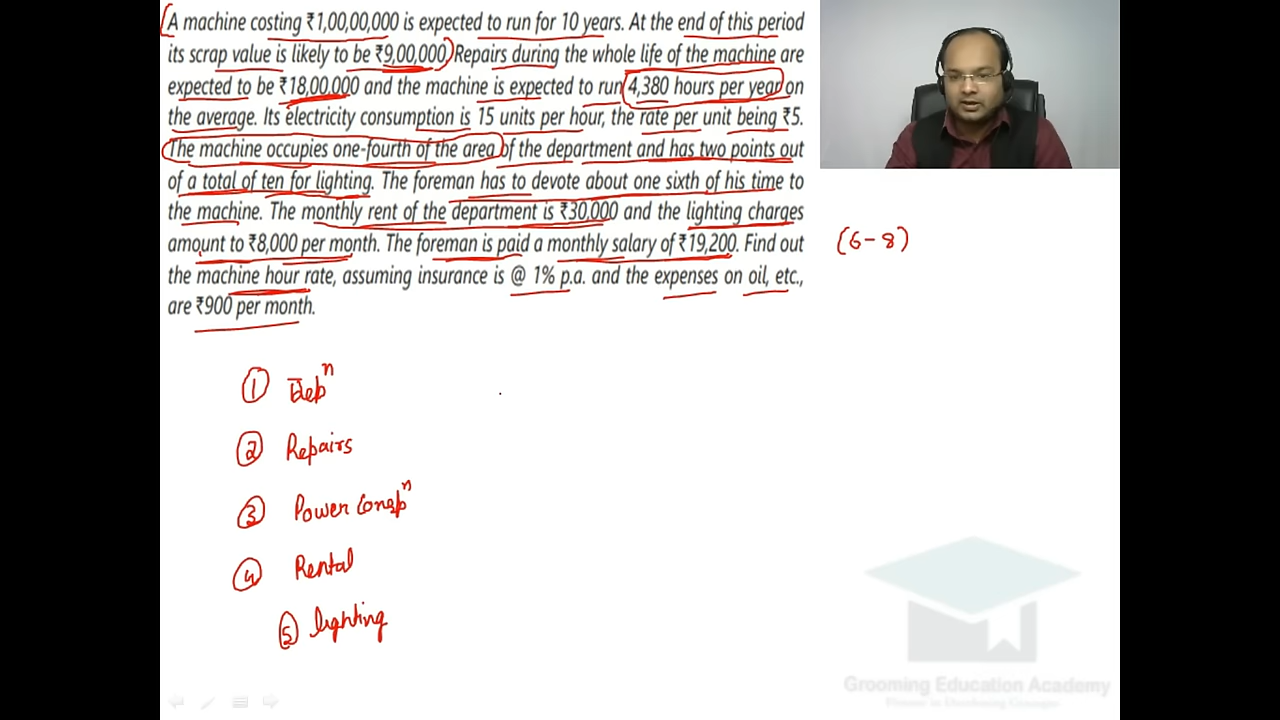 A machine costing ₹1,00,00,000 is expected to run for 10 years. At the end of this period
its scrap value is likely to be ₹9,00,000. Repairs during the whole life of the machine are
expected to be ₹18,00,000 and the machine is expected to run 4,380 hours per year on
the average. Its electricity consumption is 15 units per hour, the rate per unit being ₹5.
The machine occupies one-fourth of the area of the department and has two points out
of a total of ten for lighting. The foreman has to devote about one sixth of his time to
the machine. The monthly rent of the department is ₹30,000 and the lighting charges
amount to ₹8,000 per month. The foreman is paid a monthly salary of ₹19,200. Find out
the machine hour rate, assuming insurance is @ 1% p.a. and the expenses on oil, etc.,
are ₹900 per month.
(6-8)
① Depⁿ
② Repairs
③ Power Conspⁿ
④ Rental
⑤ lighting
Grooming Education Academy